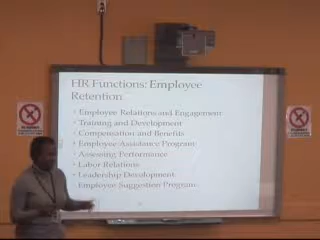 HR Functions: Employee
Retention
• Employee Relations and Engagement
• Training and Development
• Compensation and Benefits
• Employee Assistance Program
• Assessing Performance
• Labor Relations
• Leadership Development
• Employee Suggestion Program